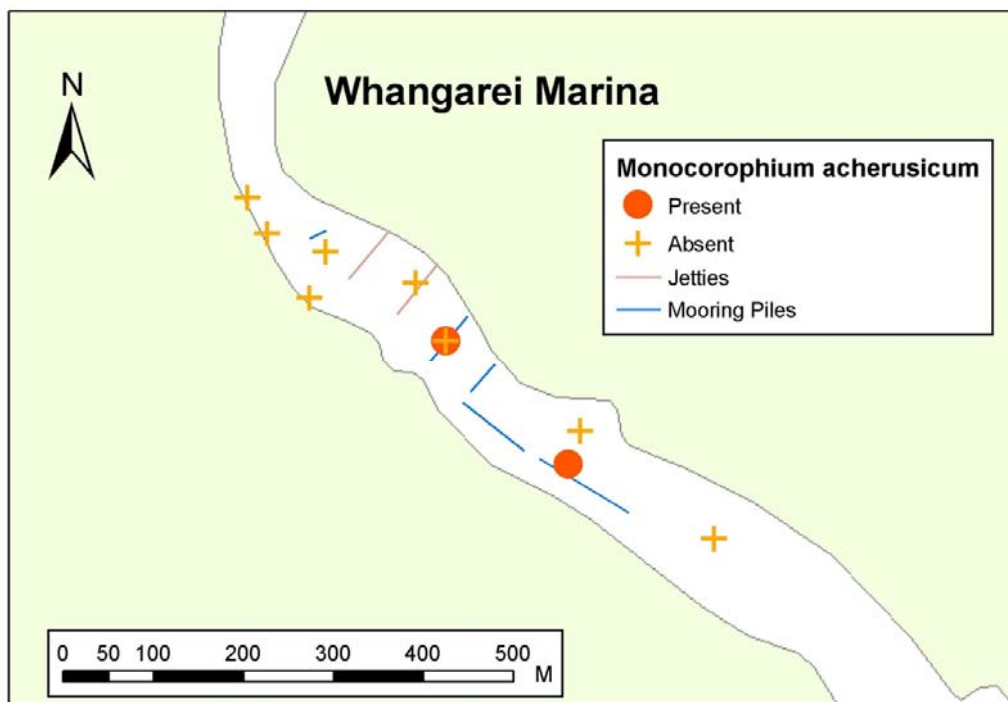 Whangarei Marina
N
Monocorophium acherusicum
Present
Absent
Jetties
Mooring Piles
0 50 100 200 300 400 500
M